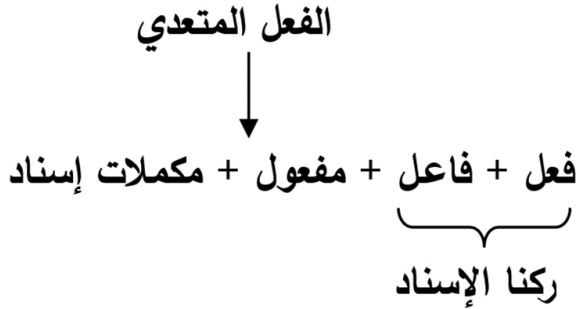 الفعل المتعدي
فعل + فاعل + مفعول + مكملات إسناد
ركنا الإسناد